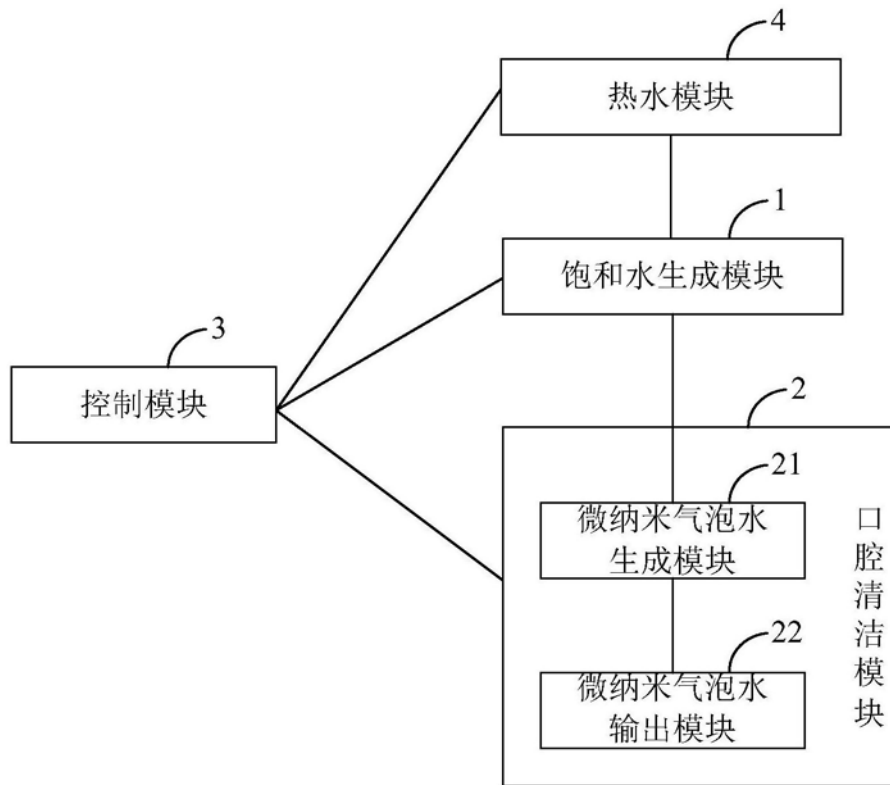 4
热水模块
1
饱和水生成模块
3
控制模块
2
21
微纳米气泡水
生成模块
22
微纳米气泡水
输出模块
口腔清洁模块